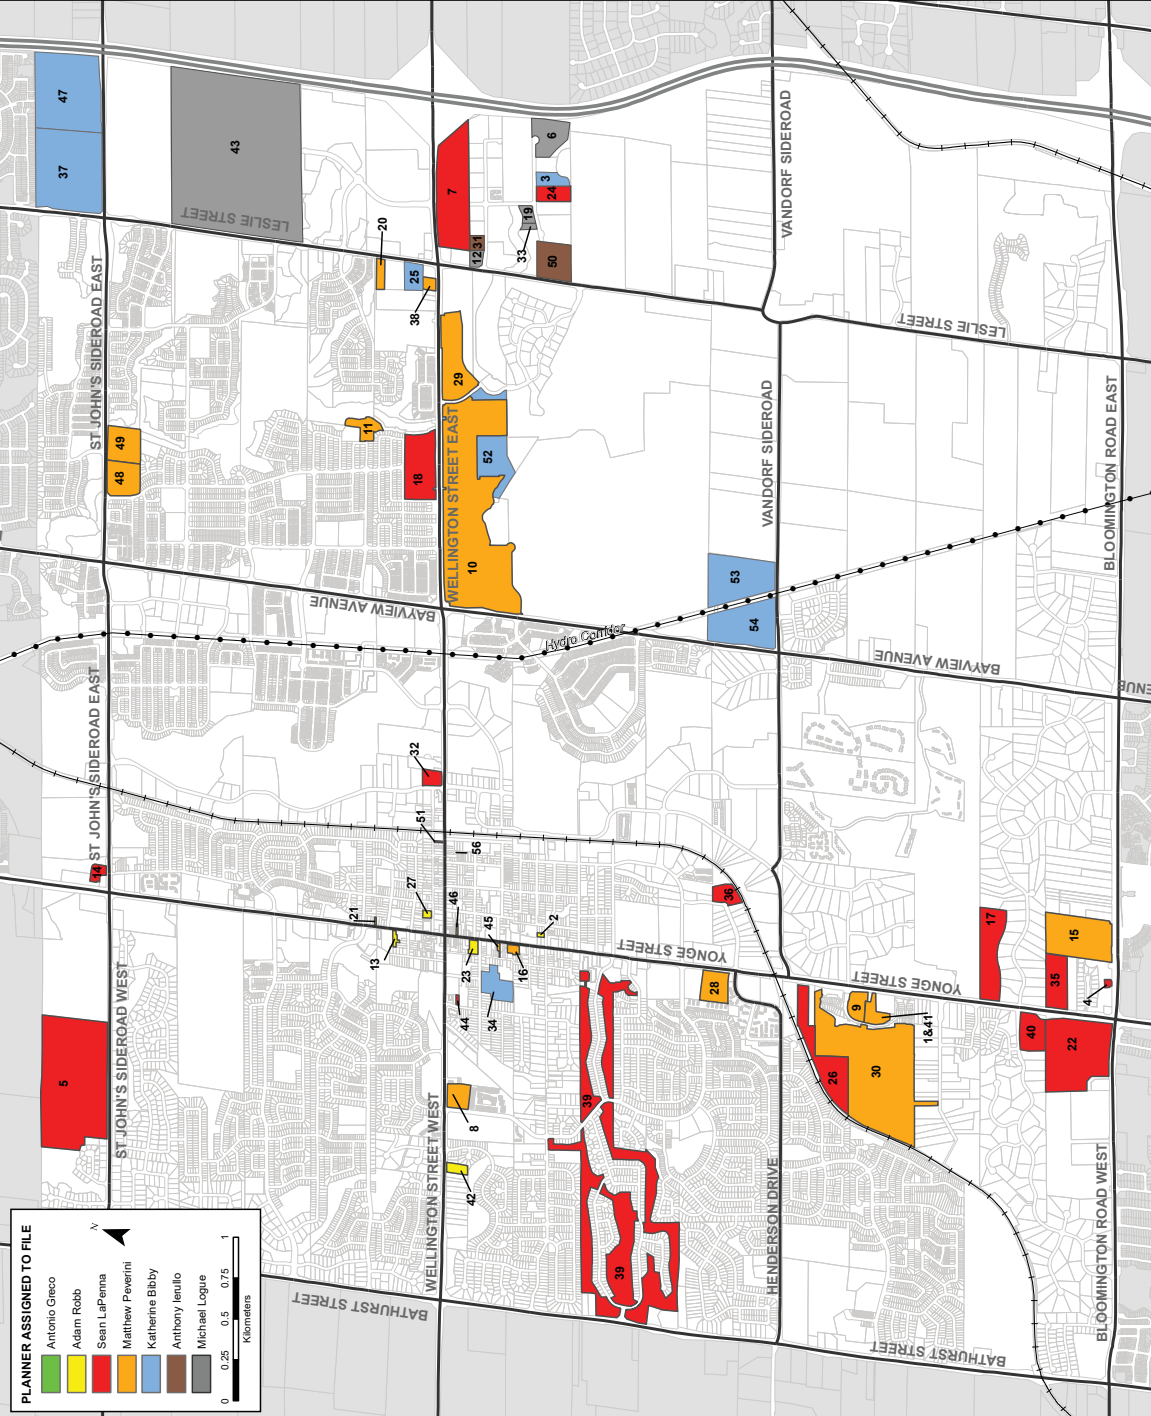 47
37
43
LESLIE STREET
ST JOHN'S SIDEROAD EAST
20
25
38
7
12
31
6
3
24
19
33
50
VANDORF SIDEROAD
LESLIE STREET
49
48
11
18
29
WELLINGTON STREET EAST
52
10
VANDORF SIDEROAD
BLOOMINGTON ROAD EAST
BAYVIEW AVENUE
Hydro Corridor
53
54
BAYVIEW AVENUE
ENUE
ST JOHN'S SIDEROAD EAST
14
32
51
56
27
21
46
13
23
45
16
2
44
34
YONGE STREET
36
28
YONGE STREET
17
15
35
4
40
22
9
1&41
30
26
5
ST JOHN'S SIDEROAD WEST
WELLINGTON STREET WEST
8
42
39
39
HENDERSON DRIVE
BLOOMINGTON ROAD WEST
BATHURST STREET
BATHURST STREET
PLANNER ASSIGNED TO FILE
Antonio Greco
Adam Robb
Sean LaPenna
Matthew Peverini
Katherine Bibby
Anthony Ierullo
Michael Logue
N
0 0.25 0.5 0.75 1
Kilometers